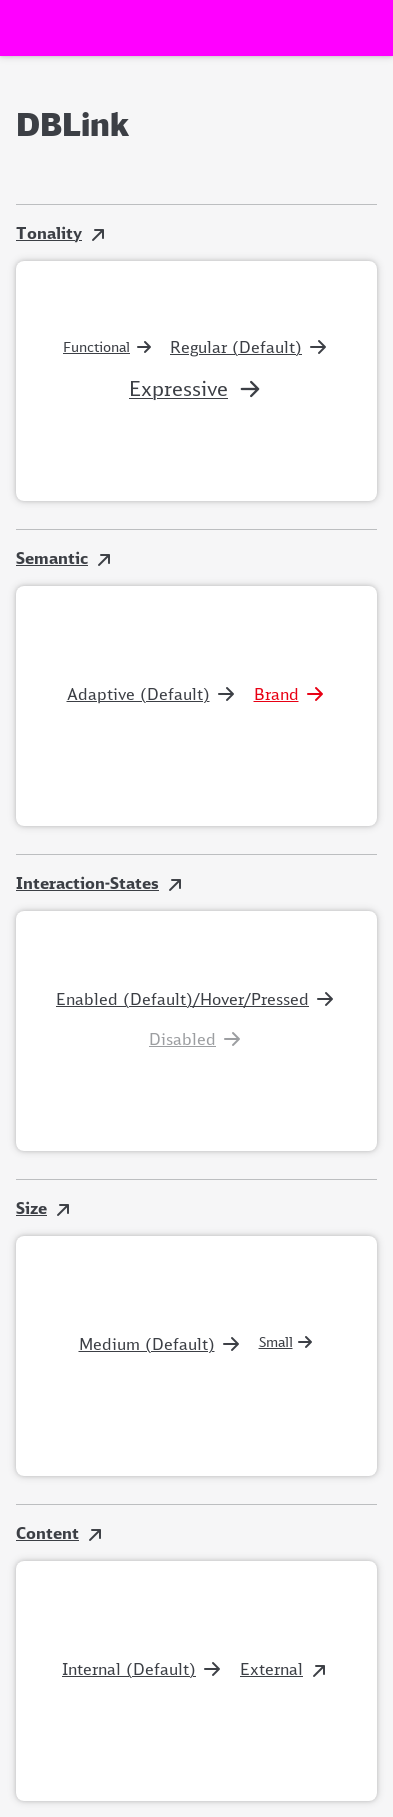 DBLink
Tonality
Functional Regular (Default)
Expressive
Semantic
Adaptive (Default) Brand
Interaction-States
Enabled (Default)/Hover/Pressed
Disabled
Size
Medium (Default) Small
Content
Internal (Default) External